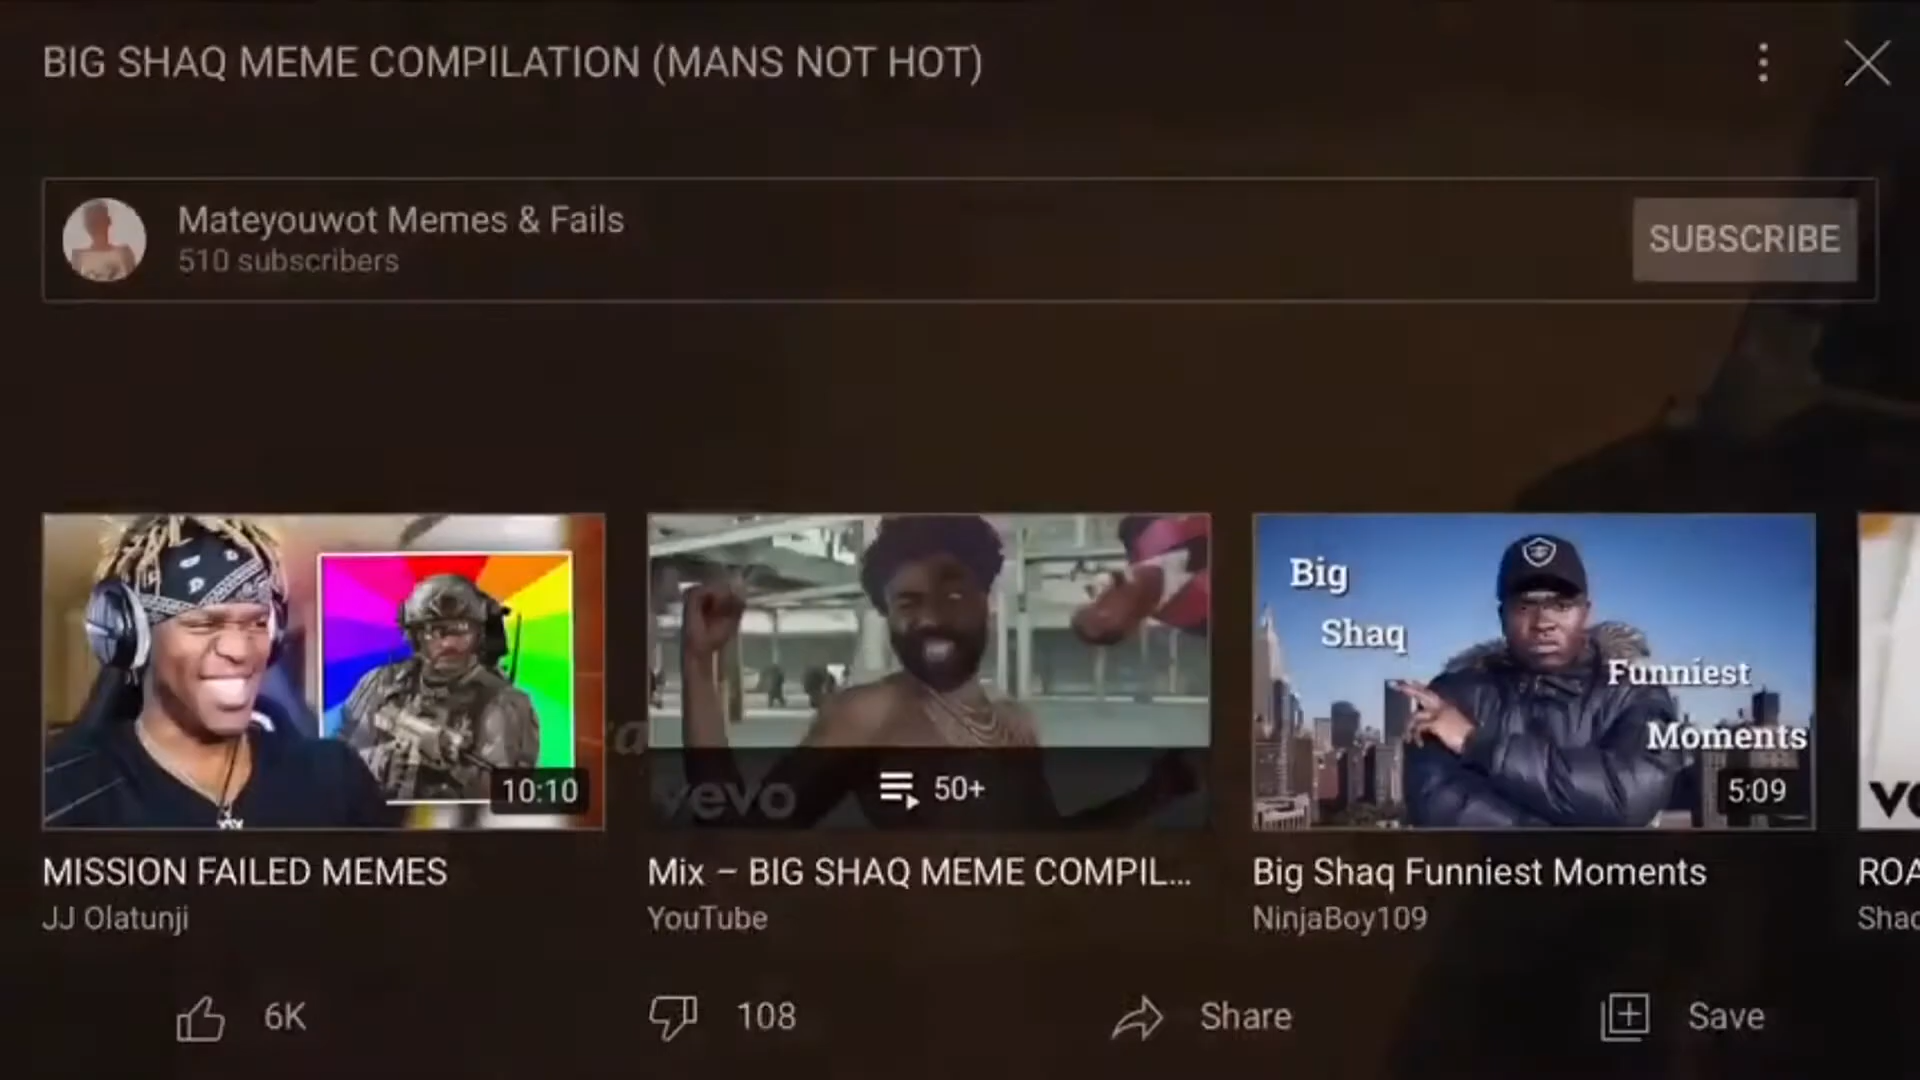 BIG SHAQ MEME COMPILATION (MANS NOT HOT)
Mateyouwot Memes & Fails
510 subscribers
SUBSCRIBE
10:10
vevo
50+
Big
Shaq
Funniest
Moments
5:09
MISSION FAILED MEMES
JJ Olatunji
Mix – BIG SHAQ MEME COMPIL...
YouTube
Big Shaq Funniest Moments
NinjaBoy109
ROA
6K
108
Share
Save